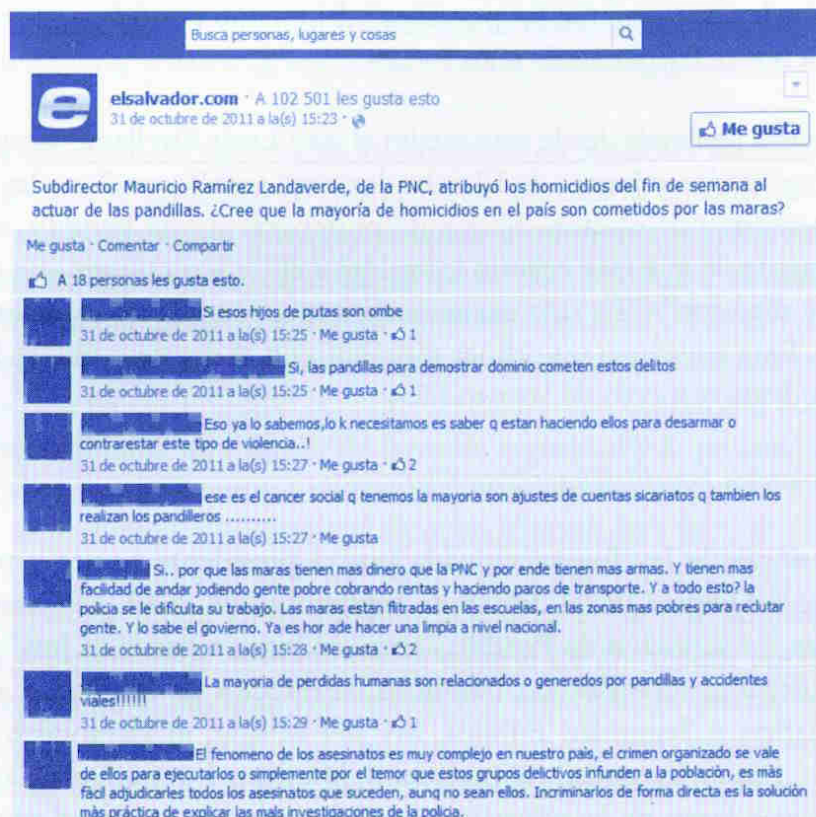 Busca personas, lugares y cosas
e
elsalvador.com · A 102 501 les gusta esto
31 de octubre de 2011 a la(s) 15:23 ·
Me gusta
Subdirector Mauricio Ramírez Landaverde, de la PNC, atribuyó los homicidios del fin de semana al
actuar de las pandillas. ¿Cree que la mayoría de homicidios en el país son cometidos por las maras?
Me gusta · Comentar · Compartir
A 18 personas les gusta esto.
Si esos hijos de putas son ombe
31 de octubre de 2011 a la(s) 15:25 · Me gusta · 1
Si, las pandillas para demostrar dominio cometen estos delitos
31 de octubre de 2011 a la(s) 15:25 · Me gusta · 1
Eso ya lo sabemos,lo k necesitamos es saber q estan haciendo ellos para desarmar o
contrarestar este tipo de violencia..!
31 de octubre de 2011 a la(s) 15:27 · Me gusta · 2
ese es el cancer social q tenemos la mayoria son ajustes de cuentas sicariatos q tambien los
realizan los pandilleros ..........
31 de octubre de 2011 a la(s) 15:27 · Me gusta
Si.. por que las maras tienen mas dinero que la PNC y por ende tienen mas armas. Y tienen mas
facilidad de andar jodiendo gente pobre cobrando rentas y haciendo paros de transporte. Y a todo esto? la
policia se le dificulta su trabajo. Las maras estan fltradas en las escuelas, en las zonas mas pobres para reclutar
gente. Y lo sabe el govierno. Ya es hor ade hacer una limpia a nivel nacional.
31 de octubre de 2011 a la(s) 15:28 · Me gusta · 2
La mayoria de perdidas humanas son relacionados o generedos por pandillas y accidentes
viales!!!!!!
31 de octubre de 2011 a la(s) 15:29 · Me gusta · 1
El fenomeno de los asesinatos es muy complejo en nuestro país, el crimen organizado se vale
de ellos para ejecutarlos o simplemente por el temor que estos grupos delictivos infunden a la población, es màs
fàcil adjudicarles todos los asesinatos que suceden, aunq no sean ellos. Incriminarlos de forma directa es la solución
màs pràctica de explicar las mals investigaciones de la policia.